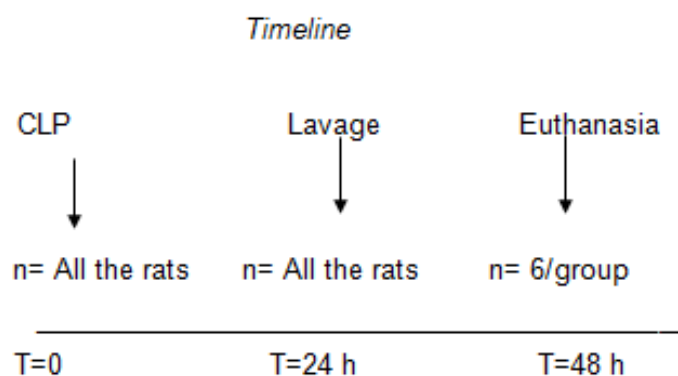 Timeline
CLP Lavage Euthanasia
n= All the rats n= All the rats n= 6/group
T=0 T=24 h T=48 h